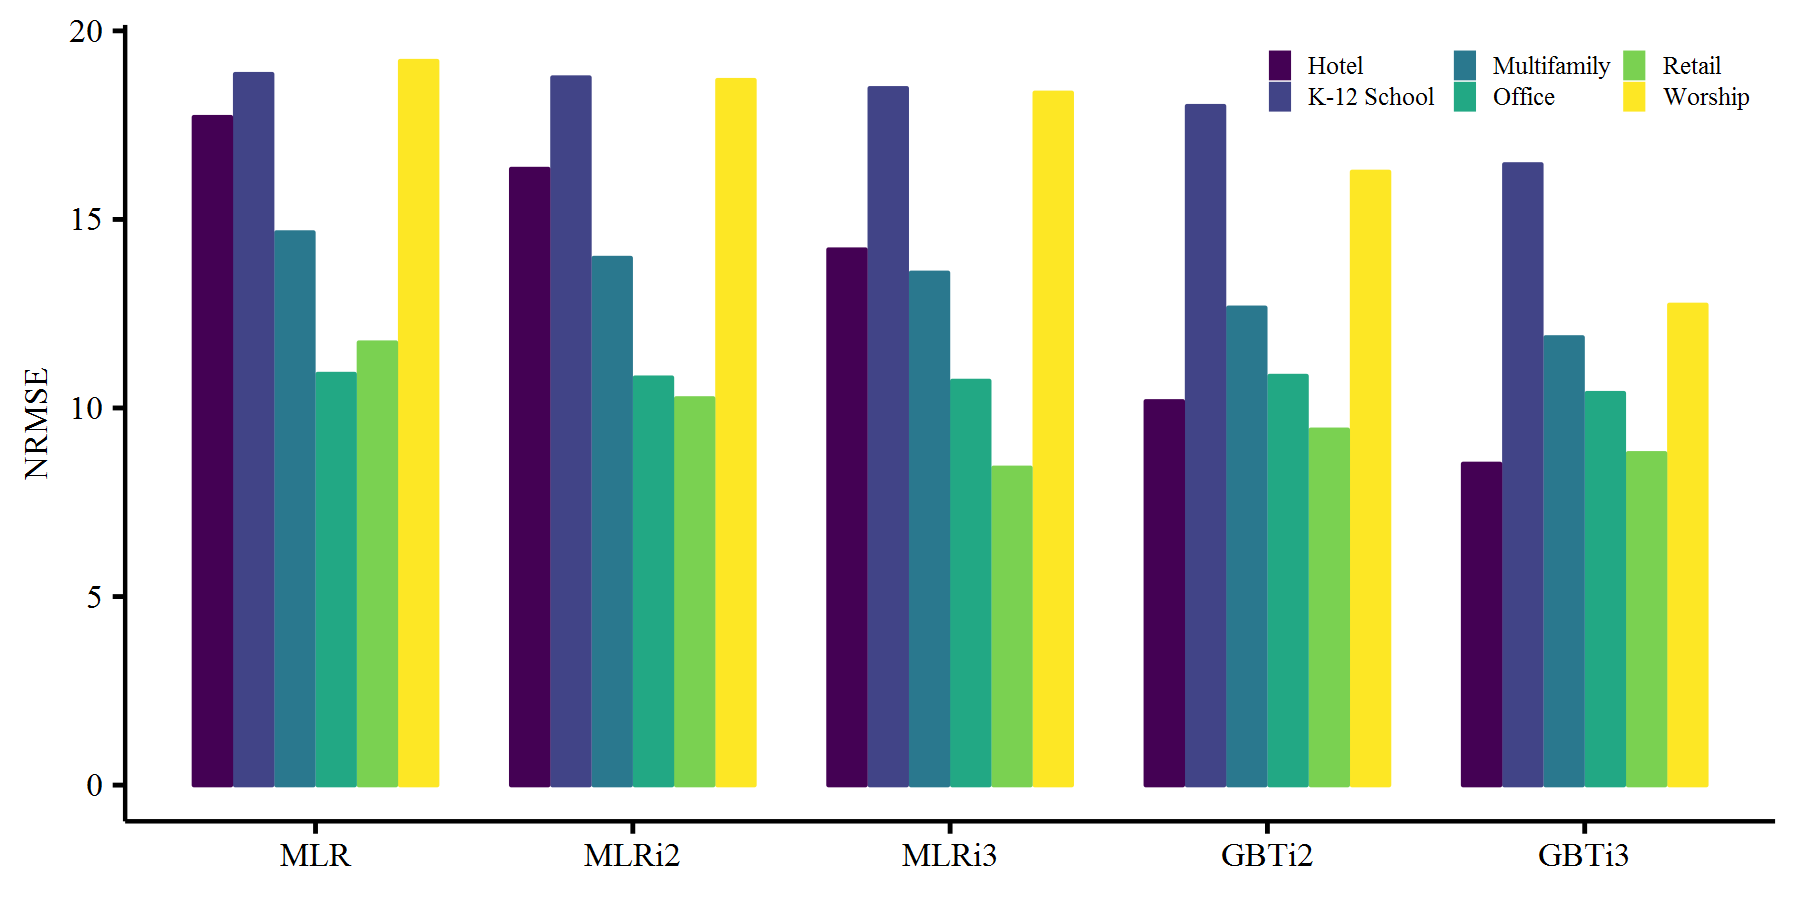 20
15
10
5
0
NRMSE
Hotel Multifamily Retail
K-12 School Office Worship
MLR MLRi2 MLRi3 GBTi2 GBTi3